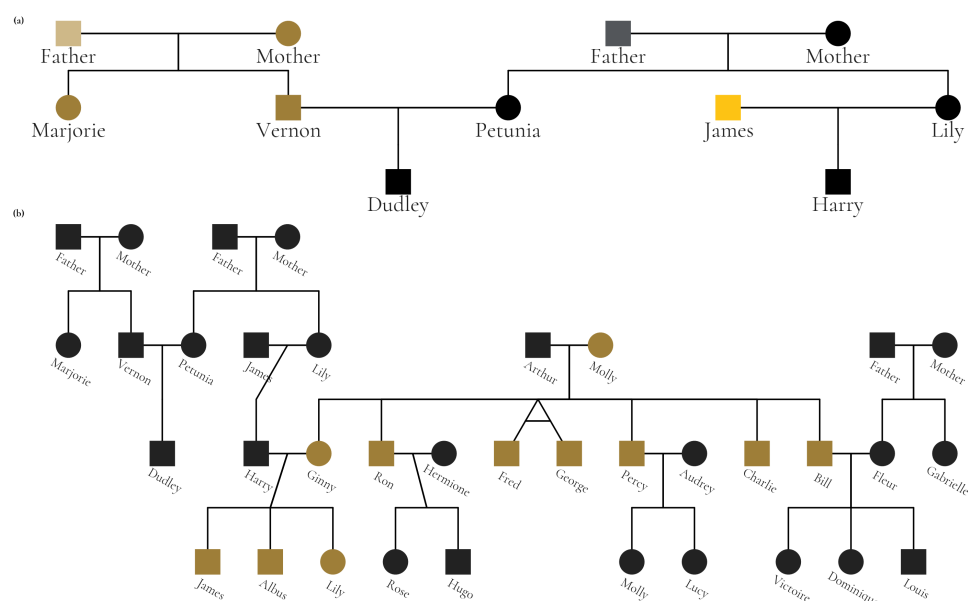 (a)
Father Mother Father Mother
Marjorie Vernon Petunia James Lily
Dudley Harry
(b)
Father Mother Father Mother
Marjorie Vernon Petunia James Lily Arthur Molly Father Mother
Dudley Harry Ginny Ron Hermione Fred George Percy Audrey Charlie Bill Fleur Gabrielle
James Albus Lily Rose Hugo Molly Lucy Victoire Dominiqu Louis